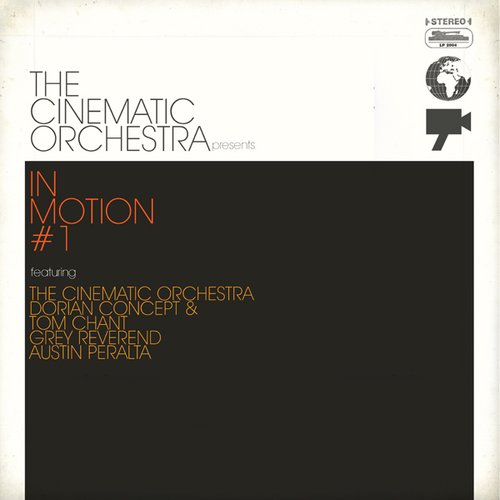 STEREO
LP 2004
THE
CINEMATIC
ORCHESTRA presents
IN
MOTION
#1
featuring
THE CINEMATIC ORCHESTRA
DORIAN CONCEPT &
TOM CHANT
GREY REVEREND
AUSTIN PERALTA